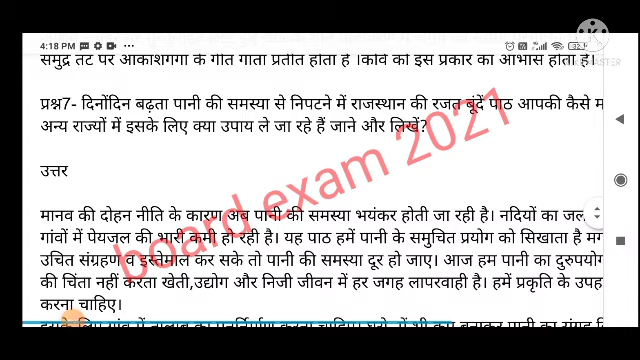 4:18 PM
समुद्र तट पर आकाशगंगा के गीत गाता प्रतीत होता है ।कवि को इस प्रकार का आभास होता है।
KINEMASTER
प्रश्न7- दिनोंदिन बढ़ता पानी की समस्या से निपटने में राजस्थान की रजत बूंदें पाठ आपकी कैसे म
अन्य राज्यों में इसके लिए क्या उपाय ले जा रहे हैं जाने और लिखें?
उत्तर
board exam 2021
मानव की दोहन नीति के कारण अब पानी की समस्या भयंकर होती जा रही है। नदियों का जल
गांवों में पेयजल की भारी कमी हो रही है। यह पाठ हमें पानी के समुचित प्रयोग को सिखाता है
उचित संग्रहण व इस्तेमाल कर सके तो पानी की समस्या दूर हो जाए। आज हम पानी का दुरुपयोग
की चिंता नहीं करता खेती,उद्योग और निजी जीवन में हर जगह लापरवाही है। हमें प्रकृति के उपह
करना चाहिए।